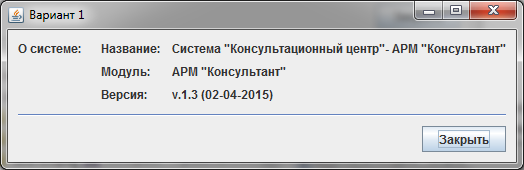 Вариант 1
О системе: Название: Система "Консультационный центр"- АРМ "Консультант"
Модуль: АРМ "Консультант"
Версия: v.1.3 (02-04-2015)
Закрыть